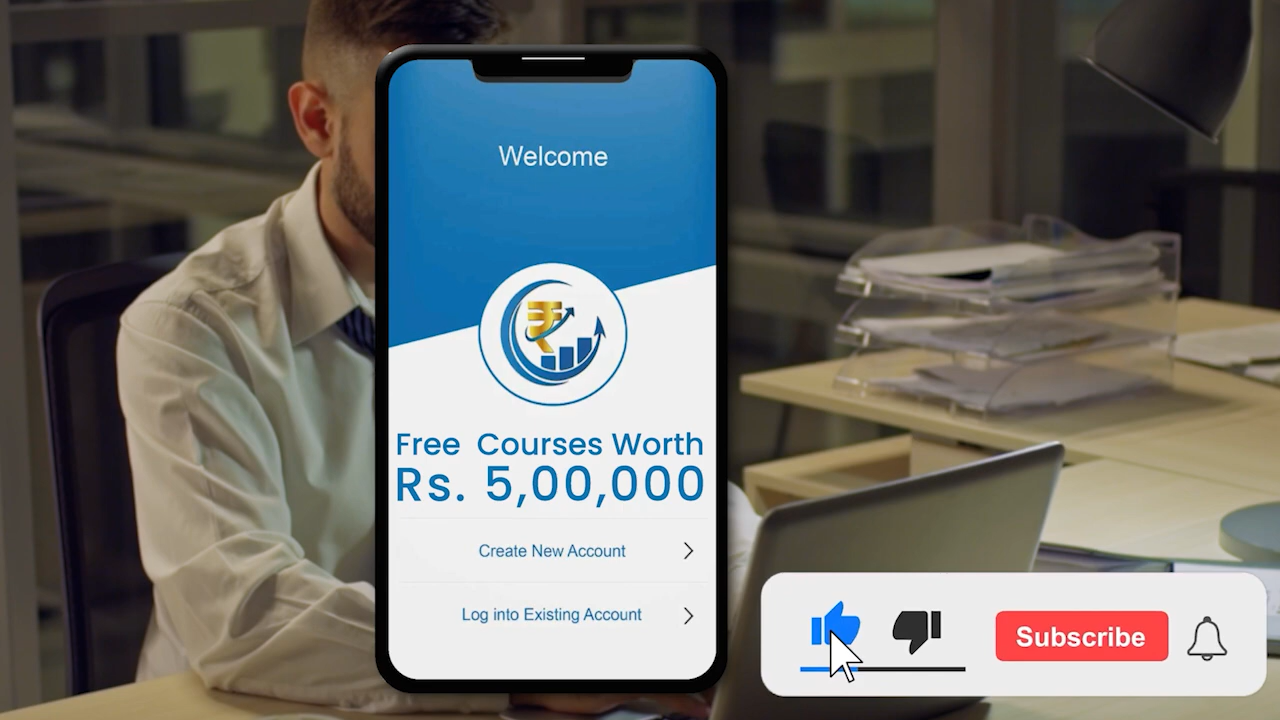 Welcome
Free Courses Worth
Rs. 5,00,000
Create New Account
Log into Existing Account
Subscribe